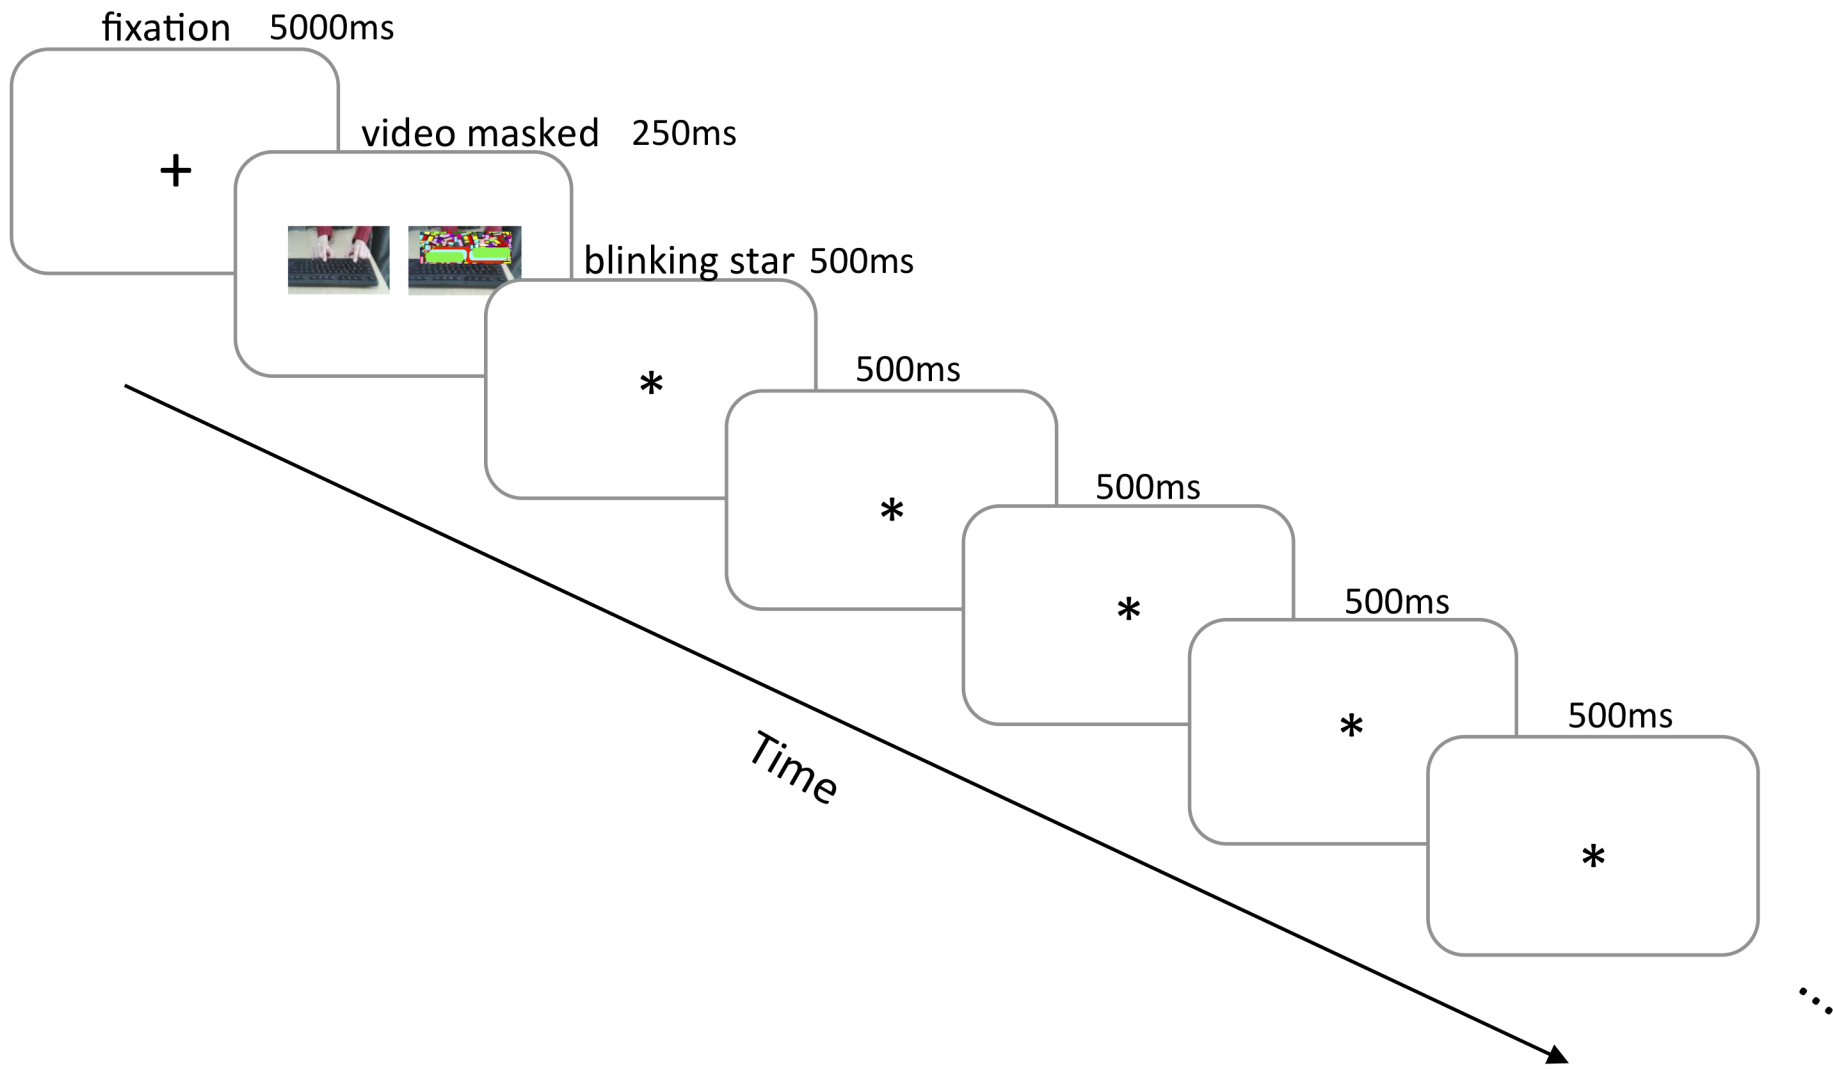 fixation 5000ms
+
video masked 250ms
blinking star 500ms
*
500ms
*
500ms
*
500ms
*
500ms
*
Time
...